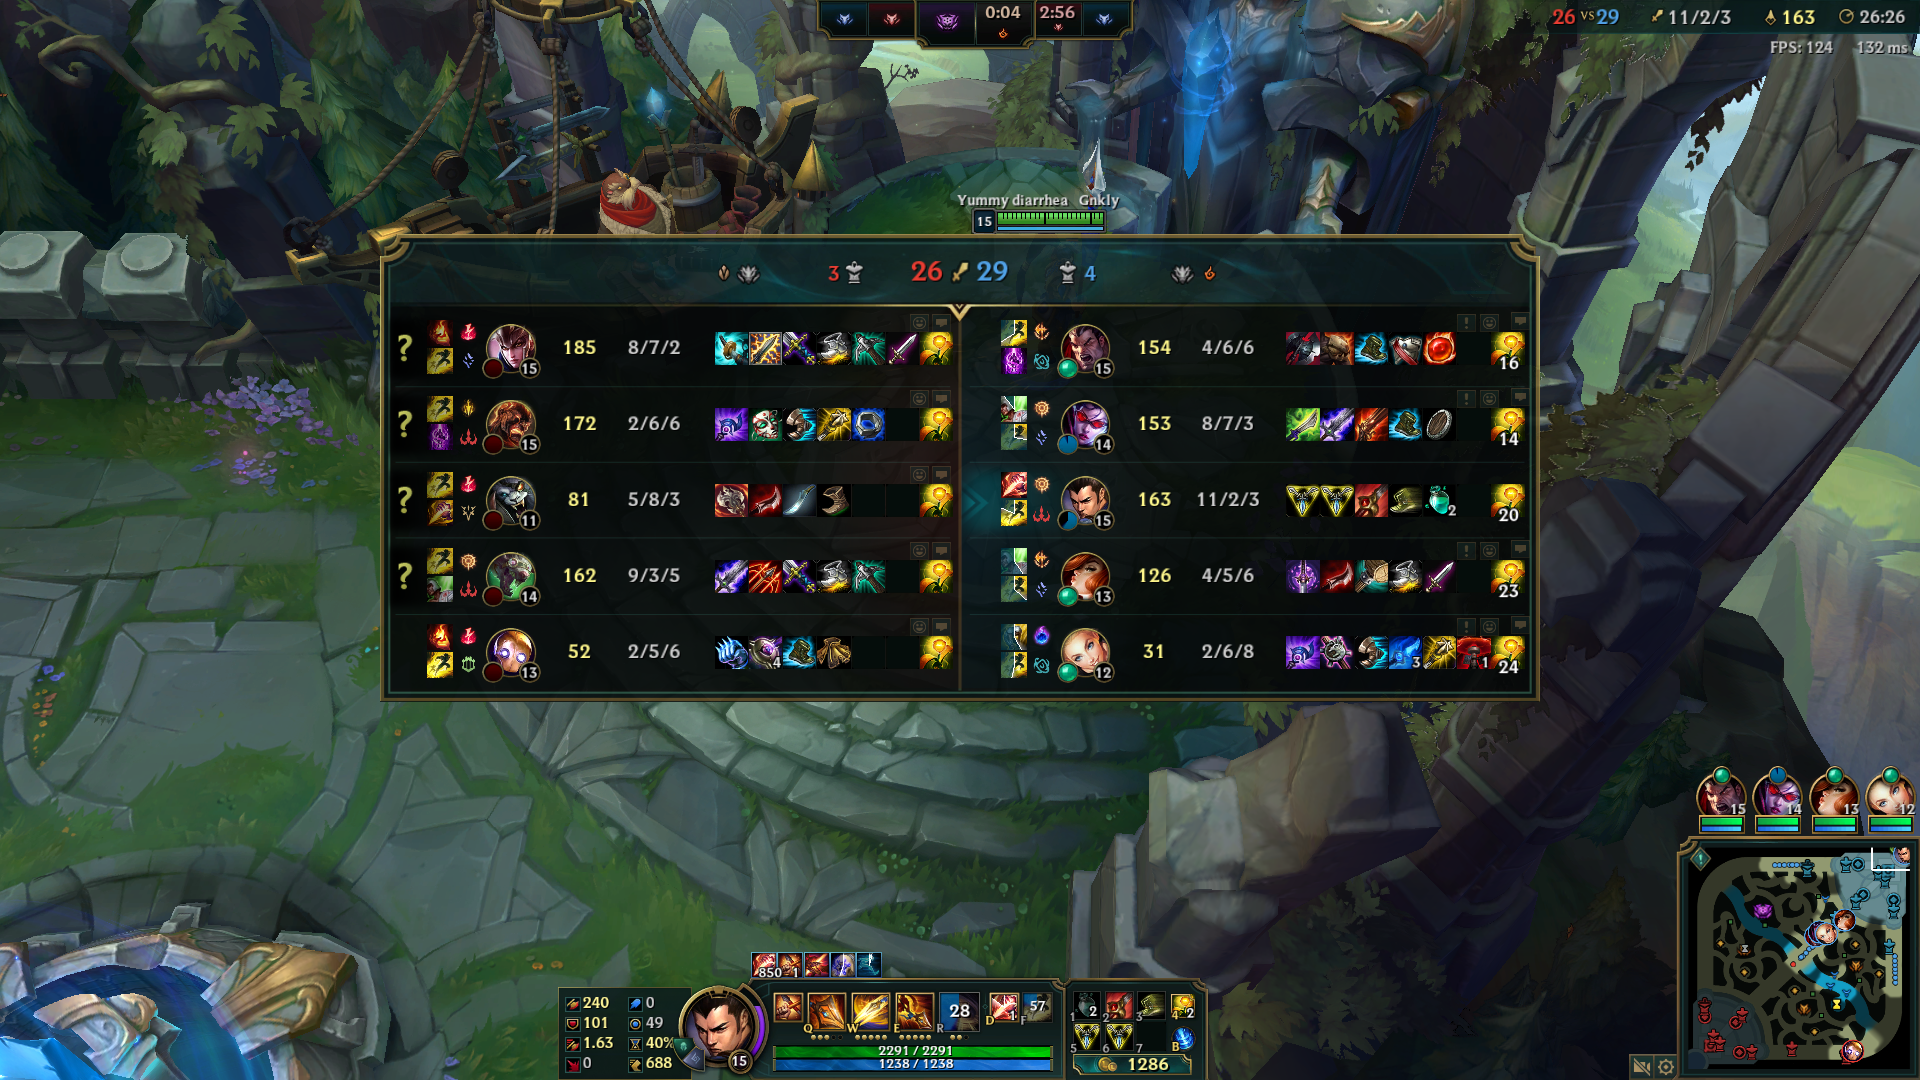 0:04 2:56
26 vs 29 11/2/3 163 26:26
FPS: 124 132 ms
Yummy diarrhea Gnkly
15
3 26 29 4
? 15 185 8/7/2
15 154 4/6/6 16
? 15 172 2/6/6
14 153 8/7/3 14
? 11 81 5/8/3
15 163 11/2/3 2 20
? 14 162 9/3/5
13 126 4/5/6 23
13 52 2/5/6 4
12 31 2/6/8 3 1 24
15 14 13 12
850 1
240 0
101 49
1.63 40%
0 688
15
Q W E R 28 D 1 F 57
2291 / 2291
1238 / 1238
1 2 2 3 4 2
5 6 7 B
1286